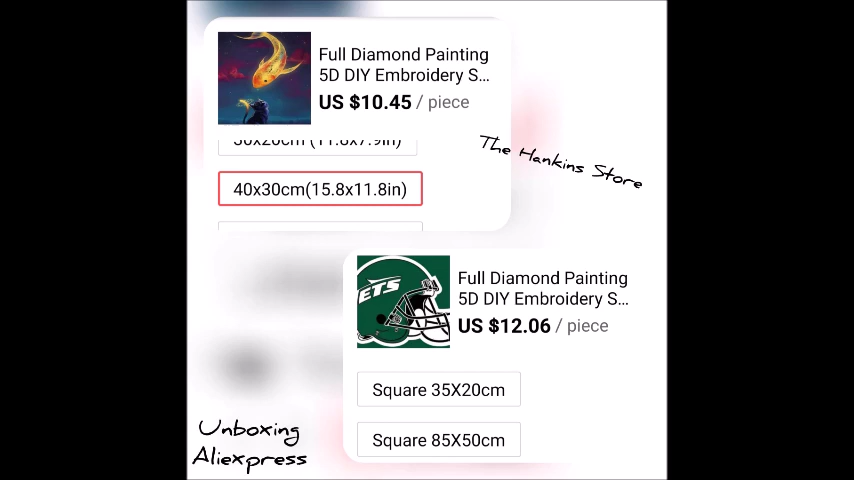 Full Diamond Painting
5D DIY Embroidery S...
US $10.45 / piece
40x30cm(15.8x11.8in)
The Hankins Store
ETS
Full Diamond Painting
5D DIY Embroidery S...
US $12.06 / piece
Square 35X20cm
Square 85X50cm
Unboxing
Aliexpress